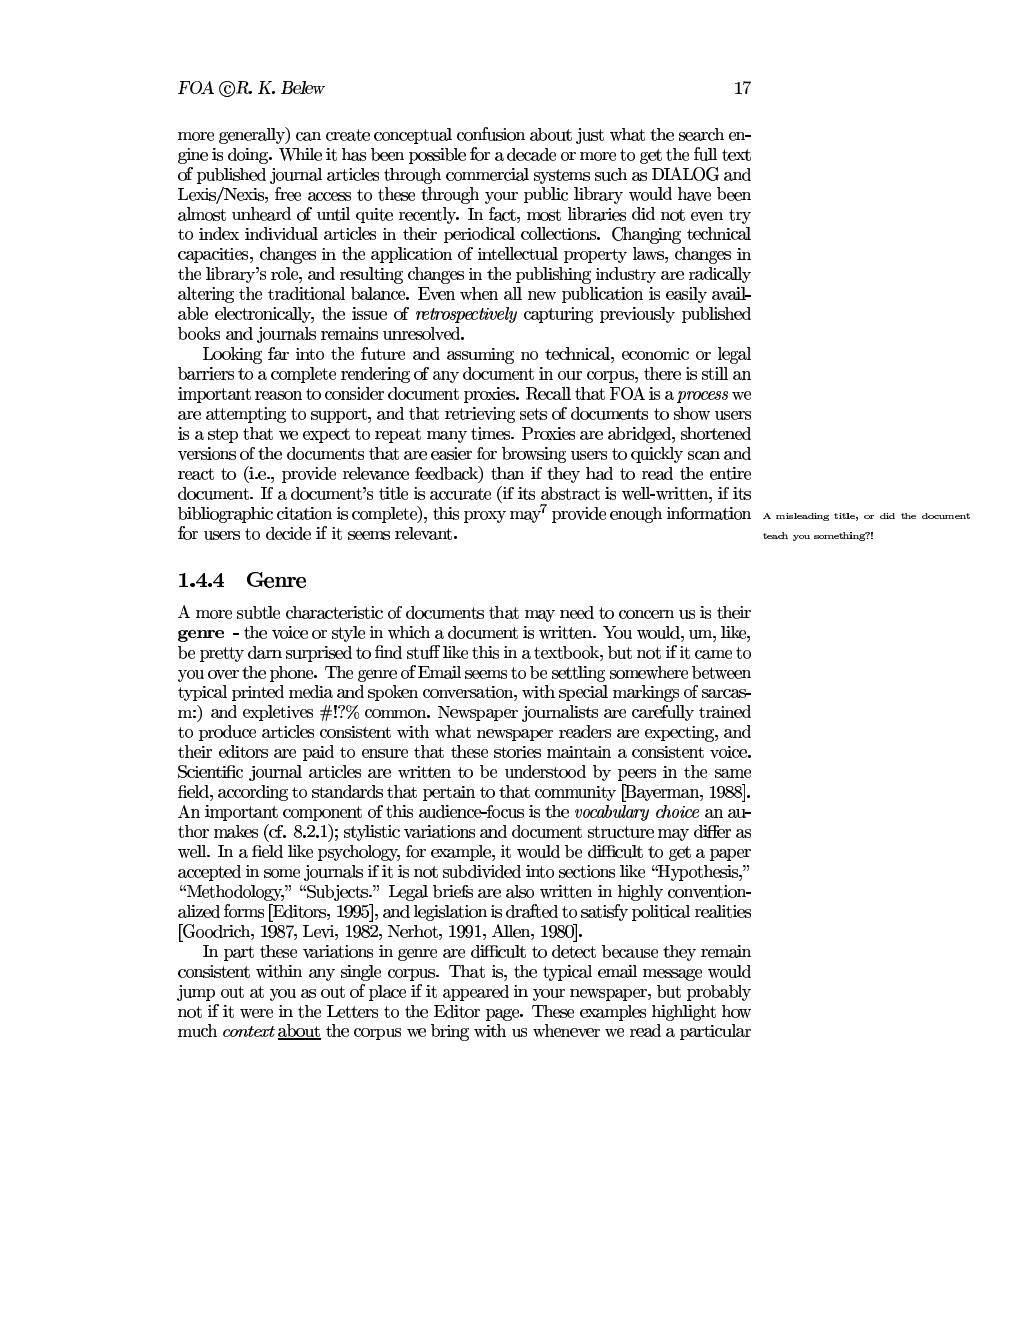 FOA ©R. K. Belew 17
more generally) can create conceptual confusion about just what the search en-
gine is doing. While it has been possible for a decade or more to get the full text
of published journal articles through commercial systems such as DIALOG and
Lexis/Nexis, free access to these through your public library would have been
almost unheard of until quite recently. In fact, most libraries did not even try
to index individual articles in their periodical collections. Changing technical
capacities, changes in the application of intellectual property laws, changes in
the library's role, and resulting changes in the publishing industry are radically
altering the traditional balance. Even when all new publication is easily avail-
able electronically, the issue of retrospectively capturing previously published
books and journals remains unresolved.
Looking far into the future and assuming no technical, economic or legal
barriers to a complete rendering of any document in our corpus, there is still an
important reason to consider document proxies. Recall that FOA is a process we
are attempting to support, and that retrieving sets of documents to show users
is a step that we expect to repeat many times. Proxies are abridged, shortened
versions of the documents that are easier for browsing users to quickly scan and
react to (i.e., provide relevance feedback) than if they had to read the entire
document. If a document's title is accurate (if its abstract is well-written, if its
bibliographic citation is complete), this proxy may7 provide enough information
for users to decide if it seems relevant.
A misleading title, or did the document
teach you something?!
1.4.4 Genre
A more subtle characteristic of documents that may need to concern us is their
genre - the voice or style in which a document is written. You would, um, like,
be pretty darn surprised to find stuff like this in a textbook, but not if it came to
you over the phone. The genre of Email seems to be settling somewhere between
typical printed media and spoken conversation, with special markings of sarcas-
m:) and expletives #!?% common. Newspaper journalists are carefully trained
to produce articles consistent with what newspaper readers are expecting, and
their editors are paid to ensure that these stories maintain a consistent voice.
Scientific journal articles are written to be understood by peers in the same
field, according to standards that pertain to that community [Bayerman, 1988].
An important component of this audience-focus is the vocabulary choice an au-
thor makes (cf. 8.2.1); stylistic variations and document structure may differ as
well. In a field like psychology, for example, it would be difficult to get a paper
accepted in some journals if it is not subdivided into sections like “Hypothesis,”
“Methodology,” “Subjects.” Legal briefs are also written in highly convention-
alized forms [Editors, 1995], and legislation is drafted to satisfy political realities
[Goodrich, 1987, Levi, 1982, Nerhot, 1991, Allen, 1980].
In part these variations in genre are difficult to detect because they remain
consistent within any single corpus. That is, the typical email message would
jump out at you as out of place if it appeared in your newspaper, but probably
not if it were in the Letters to the Editor page. These examples highlight how
much context about the corpus we bring with us whenever we read a particular